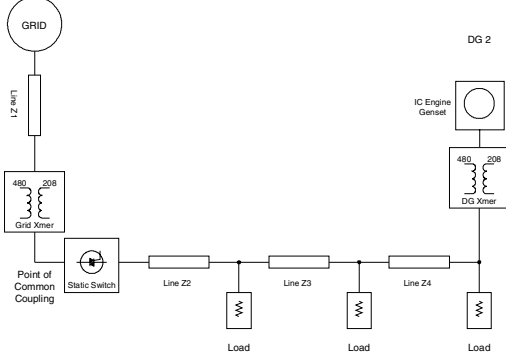 GRID
DG 2
Line Z1
IC Engine
Genset
480 208
Grid Xmer
480 208
DG Xmer
Point of
Common
Coupling
Static Switch
Line Z2
Line Z3
Line Z4
Load
Load
Load